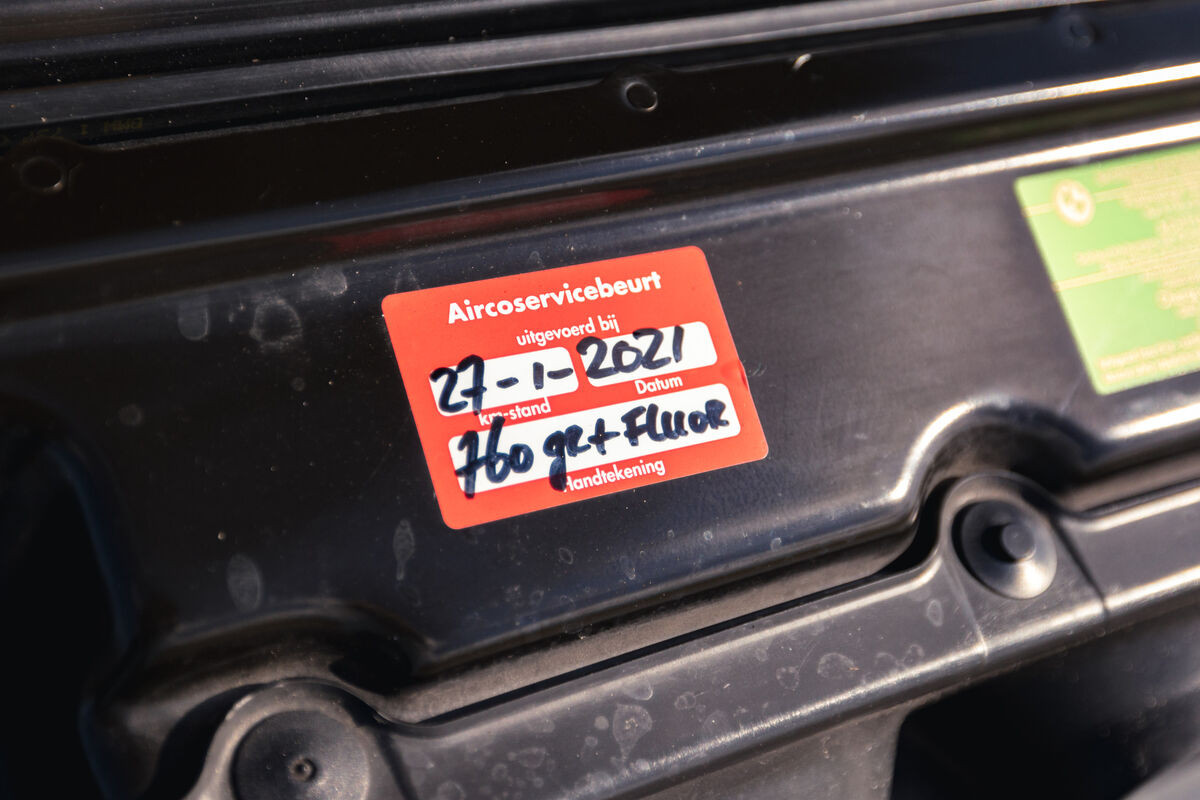 Aircoservicebeurt
uitgevoerd bij
27-1-2021
km-stand Datum
760 gr+Fluor
Handtekening